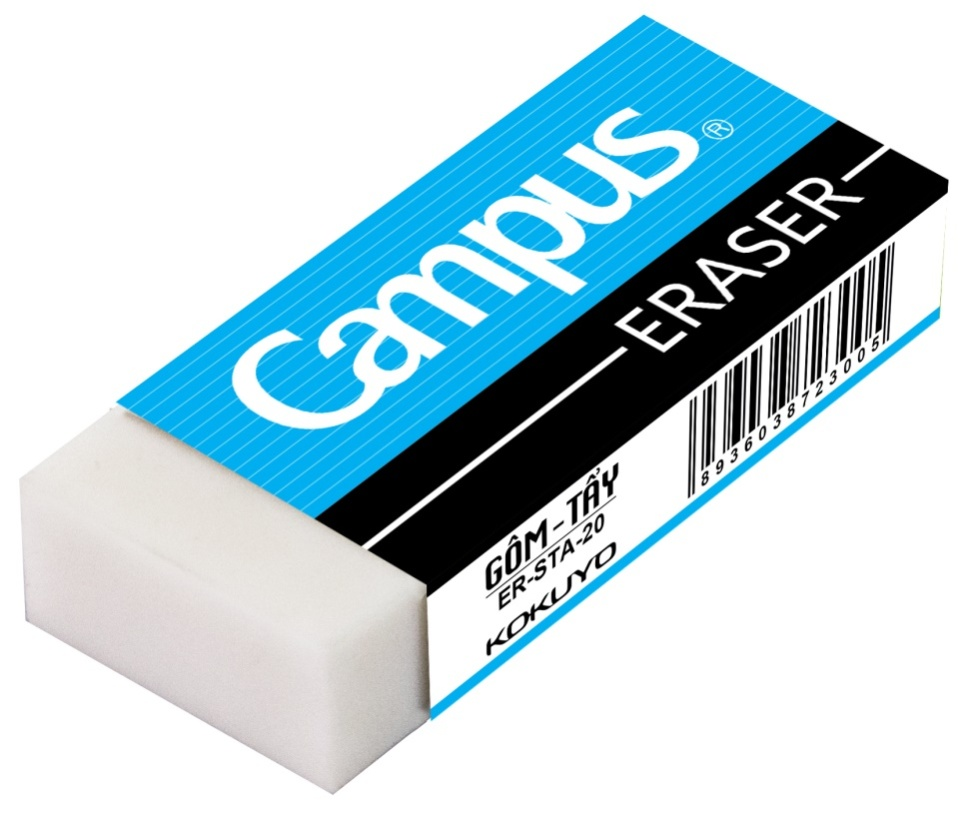 Campus®
ERASER
GÔM-TẨY
ER-STA-20
KOKUYO
8936038723005